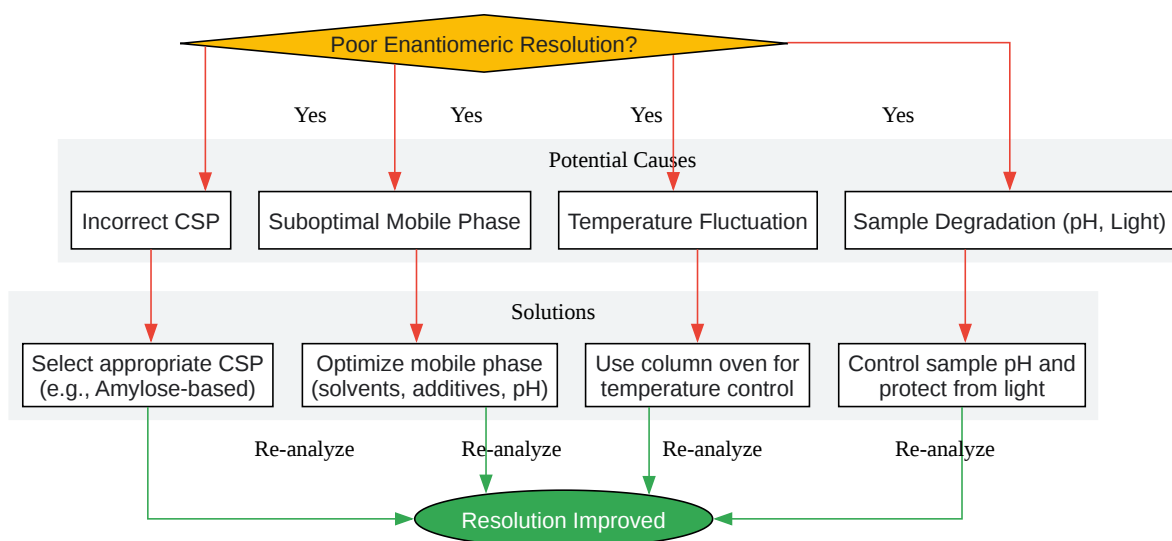 Poor Enantiomeric Resolution?
Yes
Yes
Yes
Yes
Potential Causes
Incorrect CSP
Suboptimal Mobile Phase
Temperature Fluctuation
Sample Degradation (pH, Light)
Solutions
Select appropriate CSP
(e.g., Amylose-based)
Optimize mobile phase
(solvents, additives, pH)
Use column oven for
temperature control
Control sample pH and
protect from light
Re-analyze
Re-analyze
Re-analyze
Re-analyze
Resolution Improved